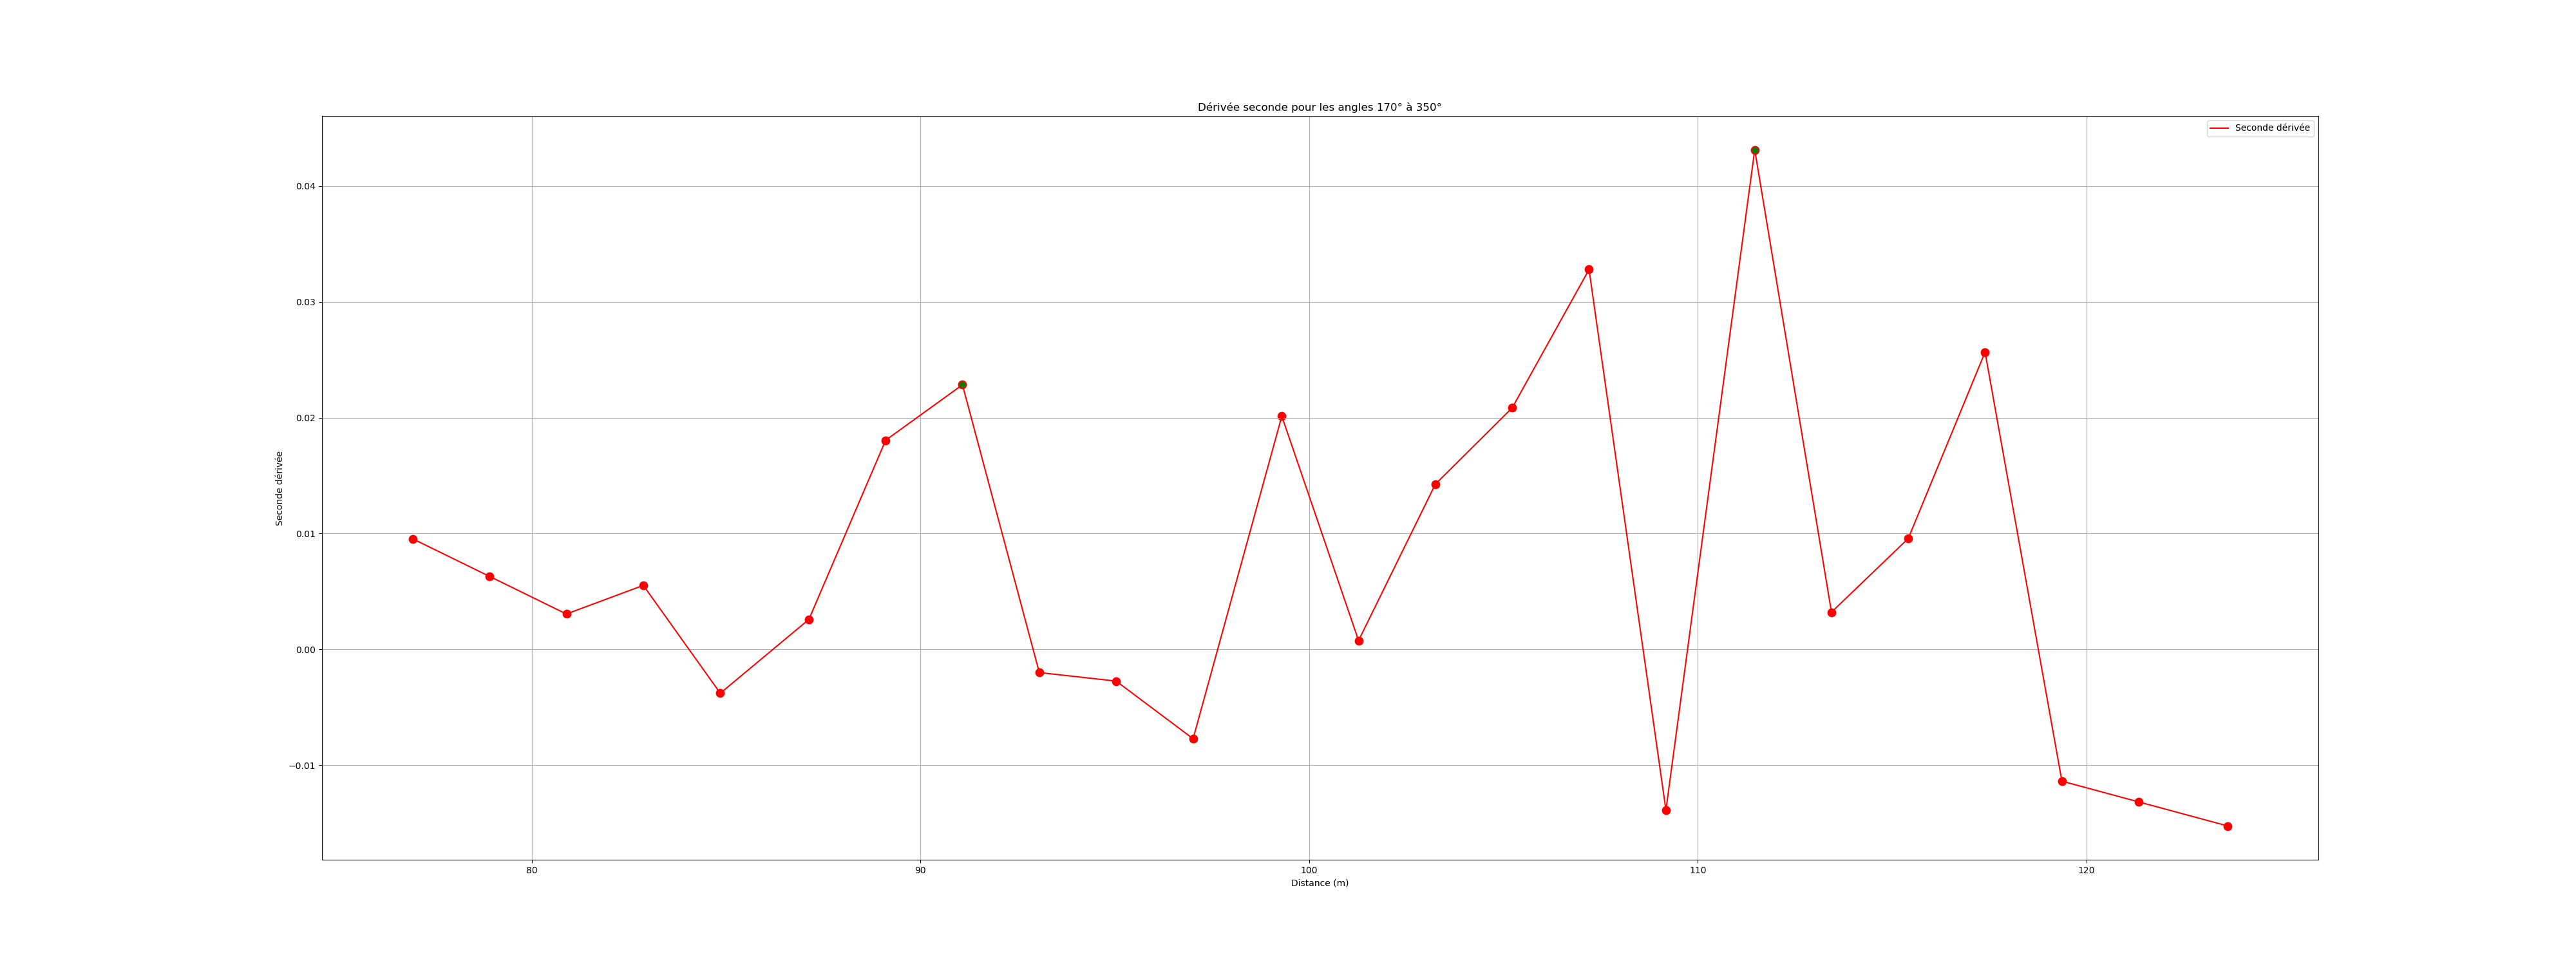 Dérivée seconde pour les angles 170° à 350°
Seconde dérivée
0.04
0.03
0.02
0.01
0.00
−0.01
Seconde dérivée
80
90
100
110
120
Distance (m)